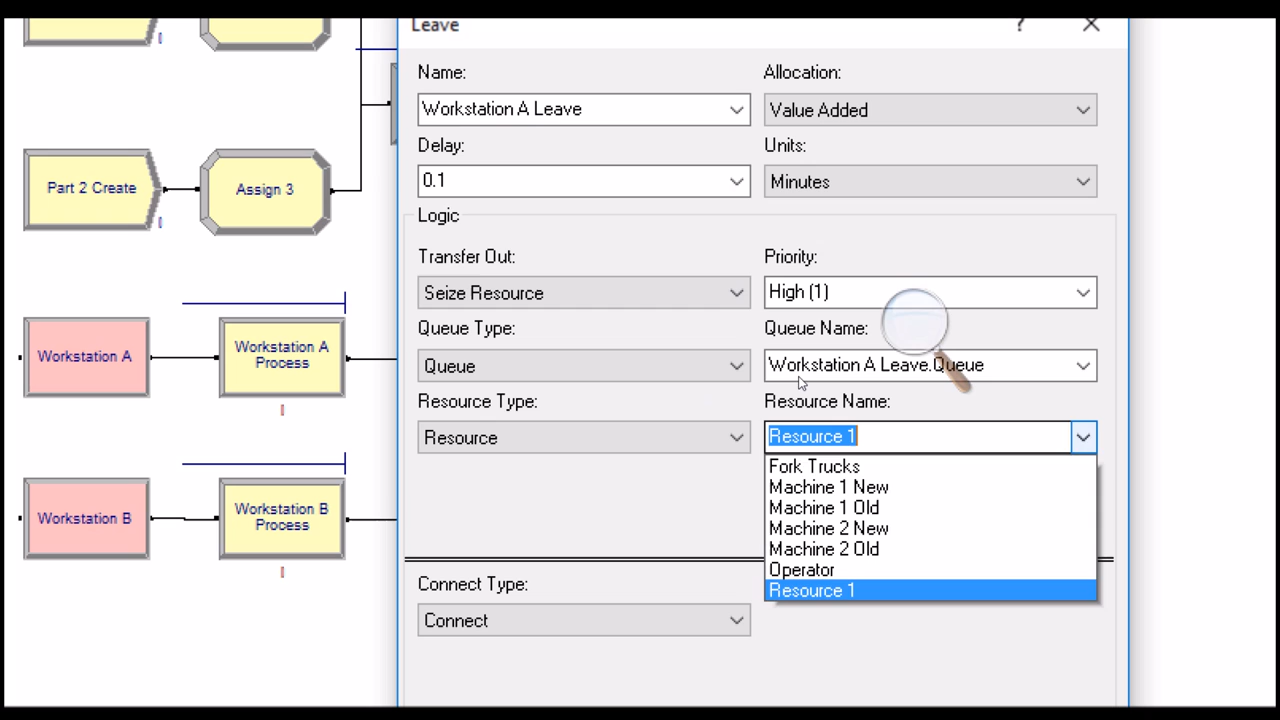 Leave
?
Name:
Allocation:
Workstation A Leave
Value Added
Delay:
Units:
0.1
Minutes
Logic
Transfer Out:
Priority:
Seize Resource
High (1)
Queue Type:
Queue Name:
Queue
Workstation A Leave.Queue
Resource Type:
Resource Name:
Resource
Resource 1
Fork Trucks
Machine 1 New
Machine 1 Old
Machine 2 New
Machine 2 Old
Operator
Resource 1
Connect Type:
Connect
Part 2 Create
Assign 3
0
Workstation A
Workstation A
Process
0
Workstation B
Workstation B
Process
0